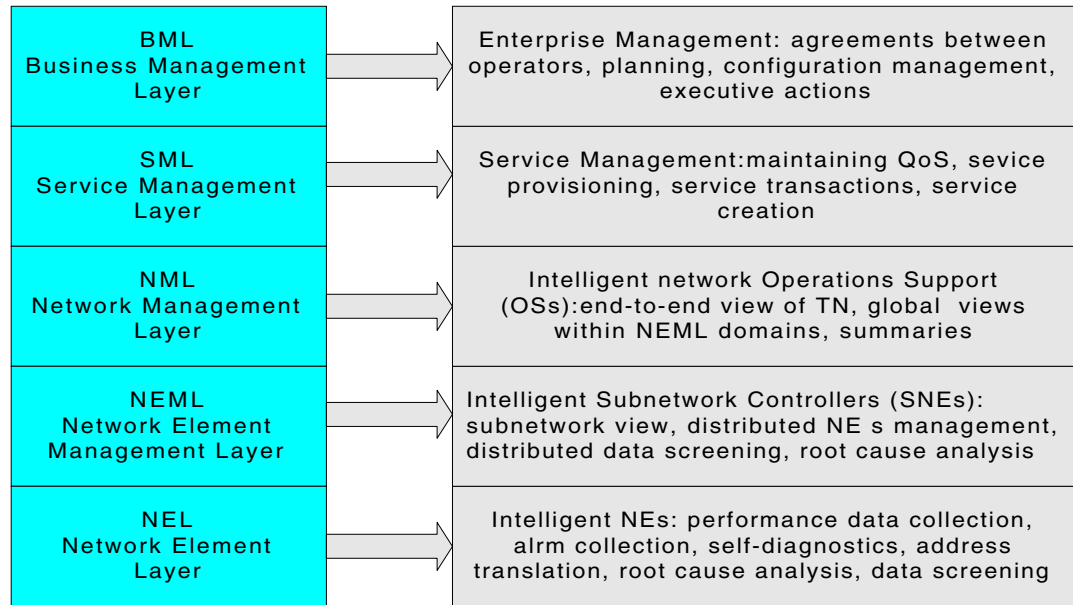 BML
Business Management
Layer
Enterprise Management: agreements between
operators, planning, configuration management,
executive actions
SML
Service Management
Layer
Service Management:maintaining QoS, sevice
provisioning, service transactions, service
creation
NML
Network Management
Layer
Intelligent network Operations Support
(OSs):end-to-end view of TN, global views
within NEML domains, summaries
NEML
Network Element
Management Layer
Intelligent Subnetwork Controllers (SNEs):
subnetwork view, distributed NE s management,
distributed data screening, root cause analysis
NEL
Network Element
Layer
Intelligent NEs: performance data collection,
alrm collection, self-diagnostics, address
translation, root cause analysis, data screening